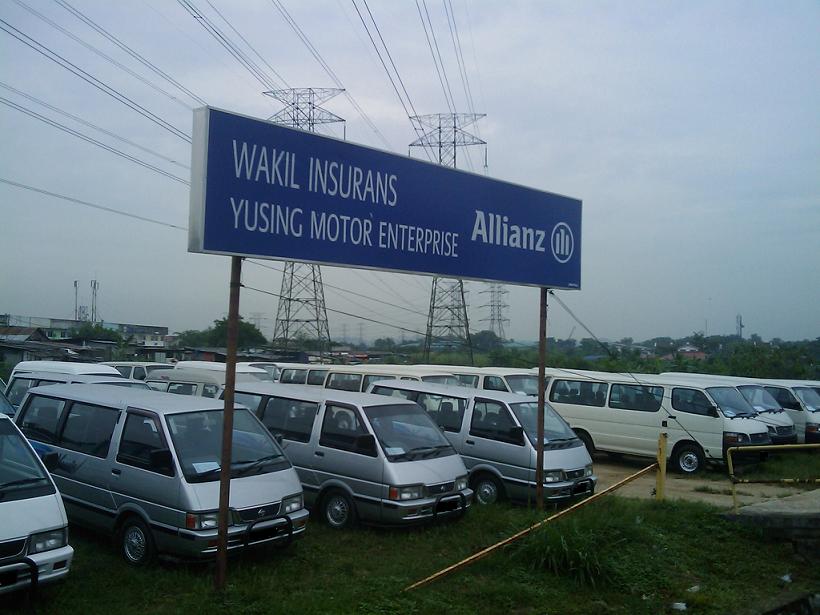 WAKIL INSURANS
YUSING MOTOR ENTERPRISE
Allianz